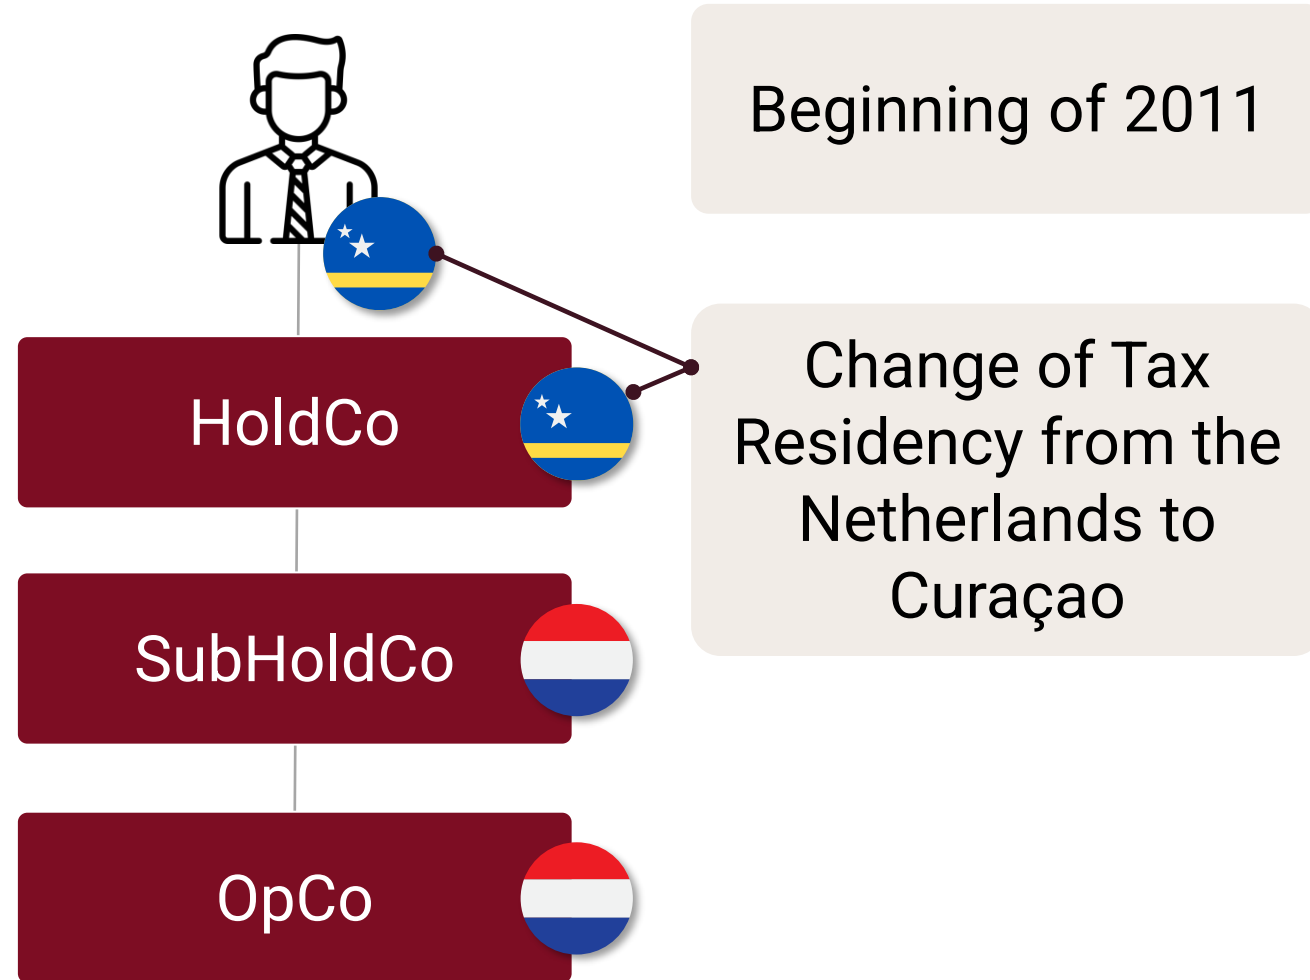 Beginning of 2011
HoldCo
Change of Tax
Residency from the
Netherlands to
Curaçao
SubHoldCo
OpCo